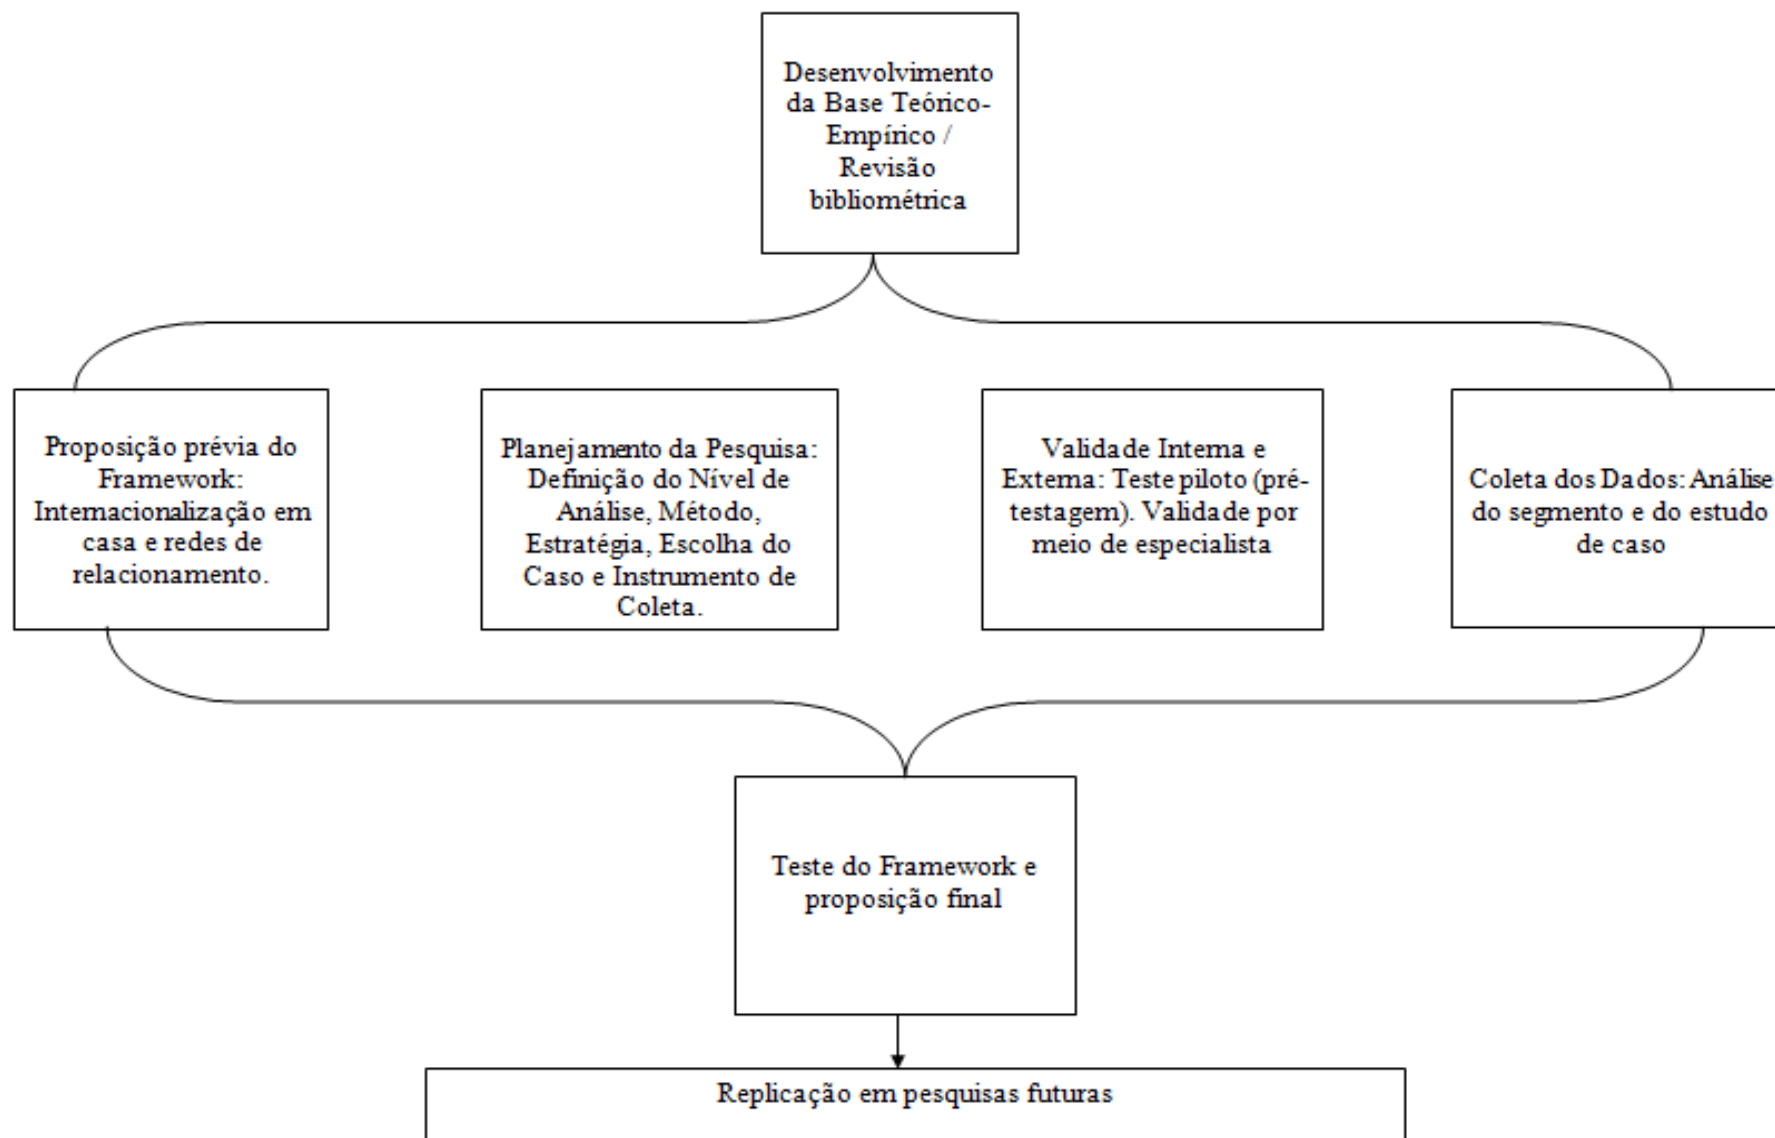 Desenvolvimento
da Base Teórico-
Empírico /
Revisão
bibliométrica
Proposição prévia do
Framework:
Internacionalização em
casa e redes de
relacionamento.
Planejamento da Pesquisa:
Definição do Nível de
Análise, Método,
Estratégia, Escolha do
Caso e Instrumento de
Coleta.
Validade Interna e
Externa: Teste piloto (pré-
testagem). Validade por
meio de especialista
Coleta dos Dados: Análise
do segmento e do estudo
de caso
Teste do Framework e
proposição final
Replicação em pesquisas futuras